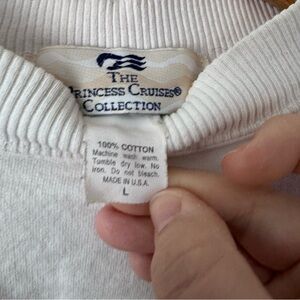 THE
PRINCESS CRUISES®
COLLECTION
100% COTTON
Machine wash warm.
Tumble dry low. No
iron. Do not bleach.
MADE IN U.S.A.
L